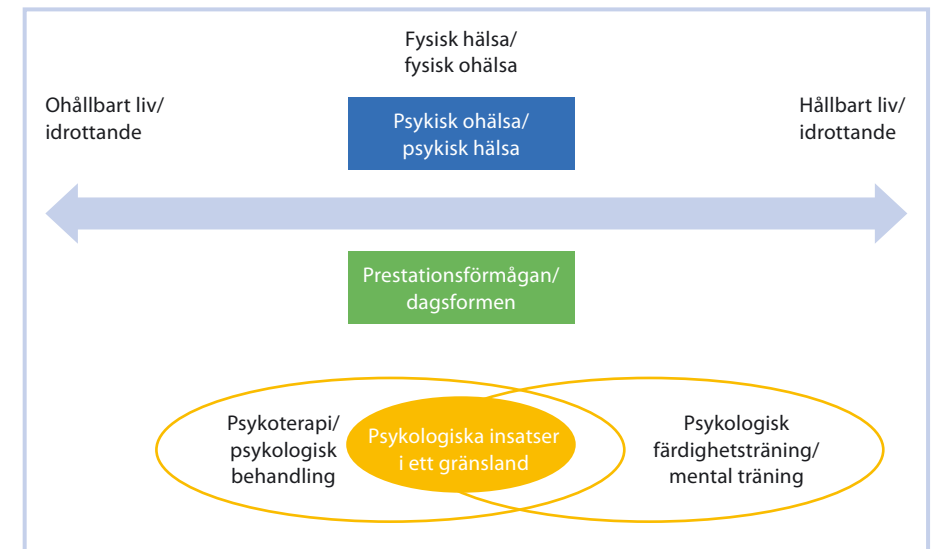 Fysisk hälsa/
fysisk ohälsa
Ohållbart liv/
idrottande
Psykisk ohälsa/
psykisk hälsa
Hållbart liv/
idrottande
Prestationsförmågan/
dagsformen
Psykoterapi/
psykologisk
behandling
Psykologiska insatser
i ett gränsland
Psykologisk
färdighetsträning/
mental träning